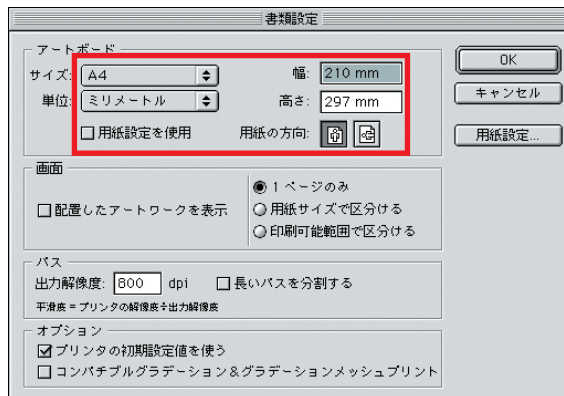 書類設定
アートボード
サイズ: A4 幅: 210 mm
単位: ミリメートル 高さ: 297 mm
用紙設定を使用 用紙の方向:
OK
キャンセル
用紙設定...
画面
配置したアートワークを表示
1 ページのみ
用紙サイズで区分ける
印刷可能範囲で区分ける
パス
出力解像度: 800 dpi 長いパスを分割する
平滑度 = プリンタの解像度÷出力解像度
オプション
プリンタの初期設定値を使う
コンパチブルグラデーション&グラデーションメッシュプリント